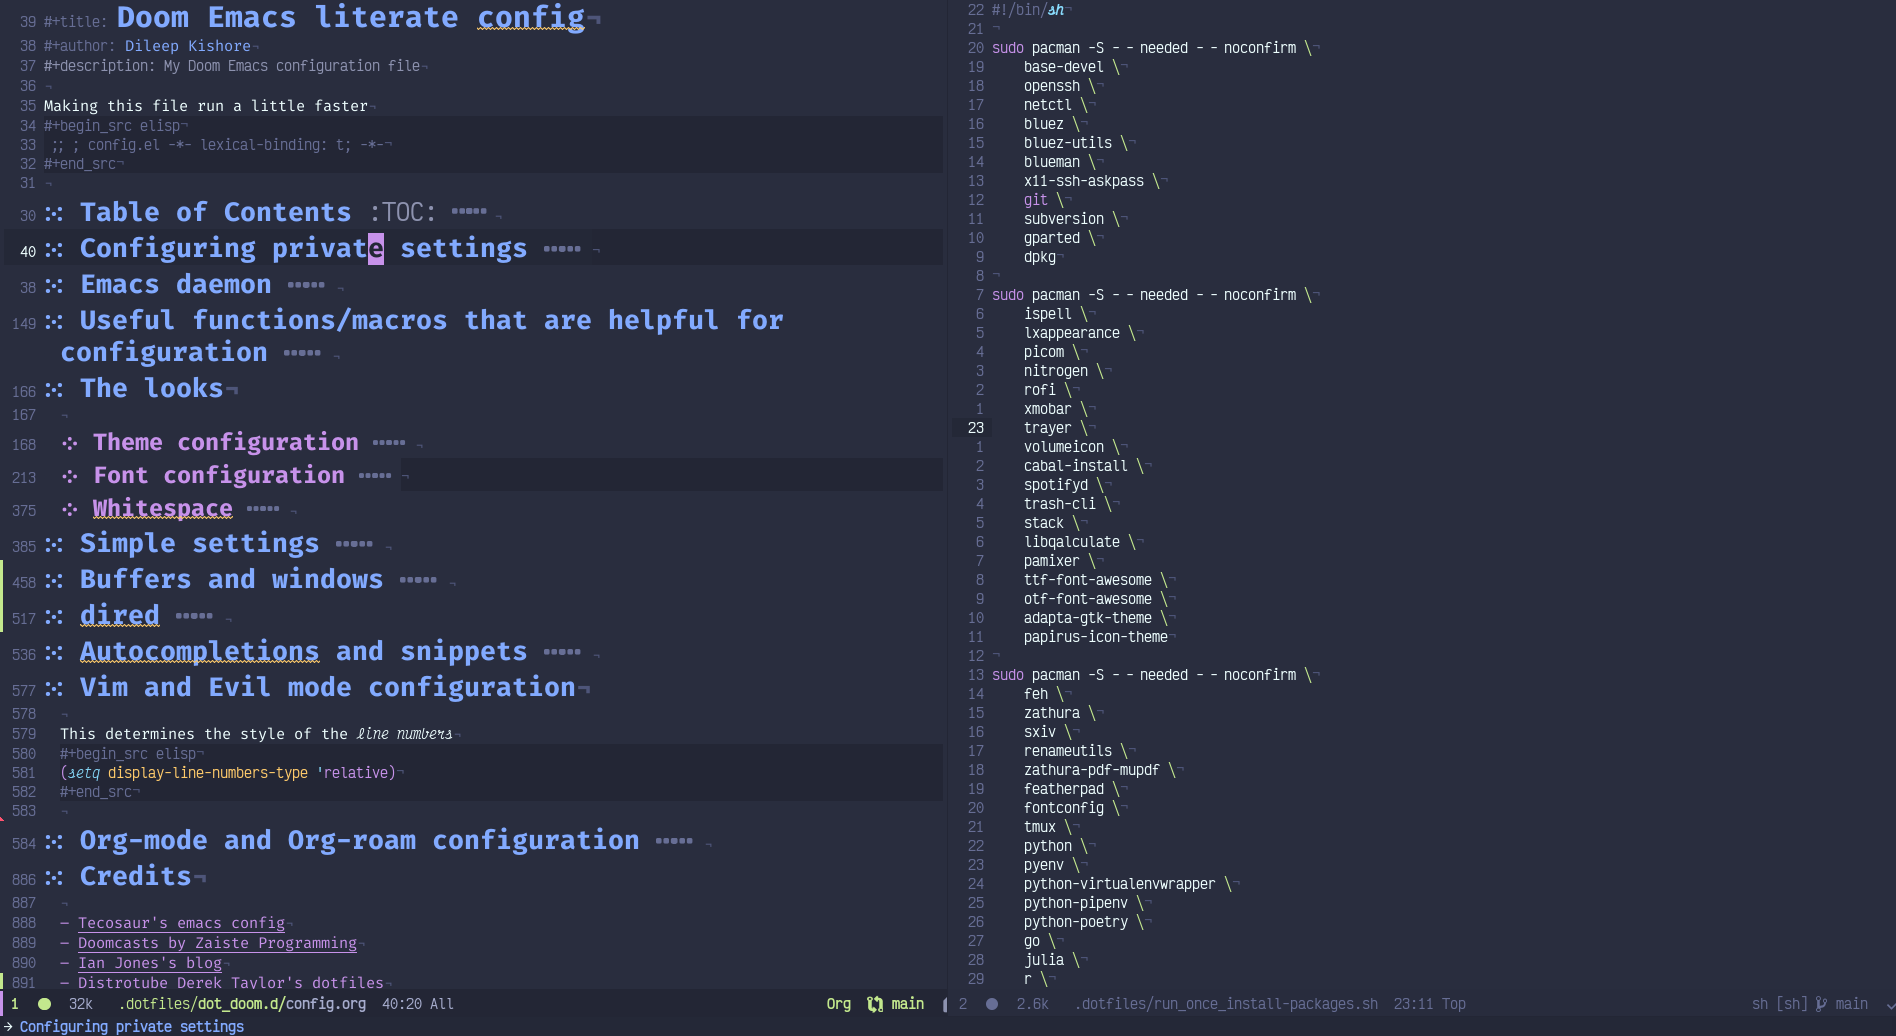 39 #+title: Doom Emacs literate config¬
38 #+author: Dileep Kishore¬
37 #+description: My Doom Emacs configuration file¬
36 ¬
35 Making this file run a little faster¬
34 #+begin_src elisp¬
33 ;; ; config.el -*- lexical-binding: t; -*-¬
32 #+end_src¬
31 ¬
30 Table of Contents :TOC: ¬
40 Configuring private settings ¬
38 Emacs daemon ¬
149 Useful functions/macros that are helpful for
configuration ¬
166 The looks¬
167 ¬
168 Theme configuration ¬
213 Font configuration ¬
375 Whitespace ¬
385 Simple settings ¬
458 Buffers and windows ¬
517 dired ¬
536 Autocompletions and snippets ¬
577 Vim and Evil mode configuration¬
578 ¬
579 This determines the style of the line numbers¬
580 #+begin_src elisp¬
581 (setq display-line-numbers-type 'relative)¬
582 #+end_src¬
583 ¬
584 Org-mode and Org-roam configuration ¬
886 Credits¬
887 ¬
888 – Tecosaur's emacs config¬
889 – Doomcasts by Zaiste Programming¬
890 – Ian Jones's blog¬
891 – Distrotube Derek Taylor's dotfiles¬
1 32k .dotfiles/dot_doom.d/config.org 40:20 All Org main
→ Configuring private settings
22 #!/bin/sh¬
21 ¬
20 sudo pacman -S --needed --noconfirm \¬
19 base-devel \¬
18 openssh \¬
17 netctl \¬
16 bluez \¬
15 bluez-utils \¬
14 blueman \¬
13 x11-ssh-askpass \¬
12 git \¬
11 subversion \¬
10 gparted \¬
9 dpkg¬
8 ¬
7 sudo pacman -S --needed --noconfirm \¬
6 ispell \¬
5 lxappearance \¬
4 picom \¬
3 nitrogen \¬
2 rofi \¬
1 xmobar \¬
23 trayer \¬
1 volumeicon \¬
2 cabal-install \¬
3 spotifyd \¬
4 trash-cli \¬
5 stack \¬
6 libqalculate \¬
7 pamixer \¬
8 ttf-font-awesome \¬
9 otf-font-awesome \¬
10 adapta-gtk-theme \¬
11 papirus-icon-theme¬
12 ¬
13 sudo pacman -S --needed --noconfirm \¬
14 feh \¬
15 zathura \¬
16 sxiv \¬
17 renameutils \¬
18 zathura-pdf-mupdf \¬
19 featherpad \¬
20 fontconfig \¬
21 tmux \¬
22 python \¬
23 pyenv \¬
24 python-virtualenvwrapper \¬
25 python-pipenv \¬
26 python-poetry \¬
27 go \¬
28 julia \¬
29 r \¬
2 2.6k .dotfiles/run_once_install-packages.sh 23:11 Top sh [sh] main